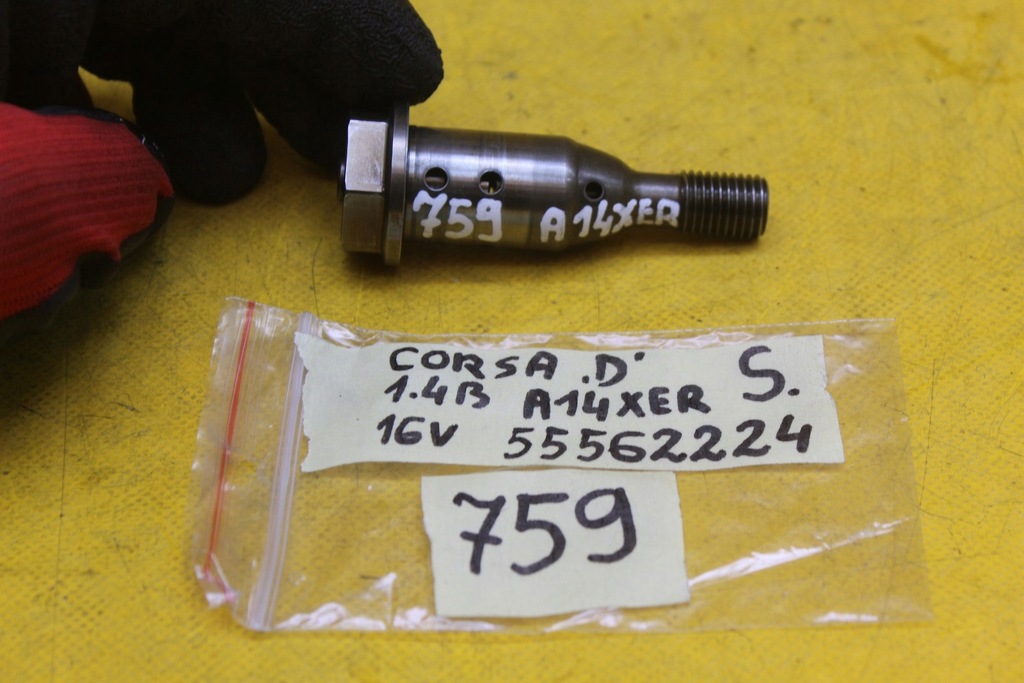 759 A14XER
CORSA "D" S.
1.4B A14XER
16V 55562224
759